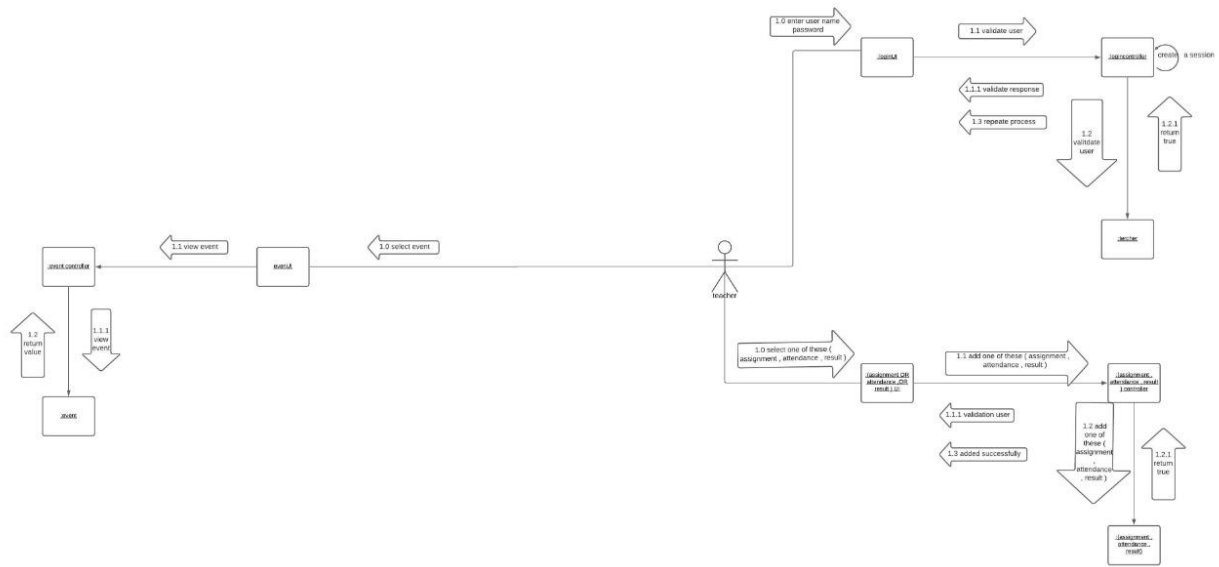 1.0 enter user name
password
1.1 validate user
:loginUI
:logincontroller
create a session
1.1.1 validate response
1.3 repeate process
1.2
valitdate
user
1.2.1
return
true
:tercher
1.1 view event
1.0 select event
:event controller
evenUI
teacher
1.2
return
value
1.1.1
view
event
:event
1.0 select one of these (
assignment , attendance , result )
1.1 add one of these ( assignment ,
attendance , result )
:(assignment OR
attendance ,OR
result ) UI
:(assignment ,
attendance , result
) controller
1.1.1 validation user
1.3 added successfully
1.2 add
one of
these (
assignment
,
attendance
, result )
1.2.1
return
true
:(assignment ,
attendance ,
result)